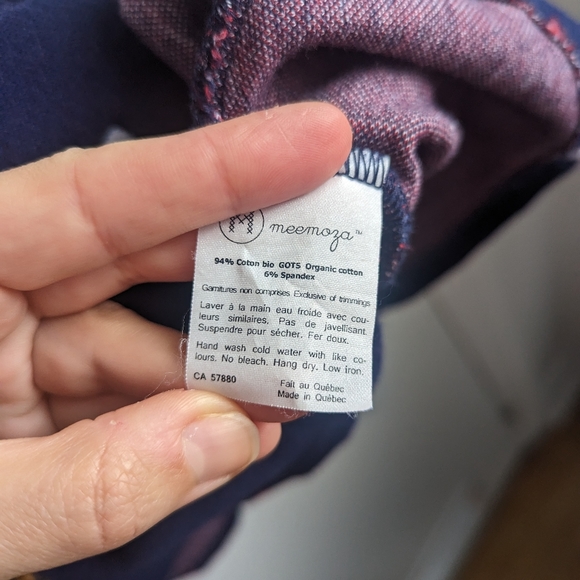 meemoza™
94% Coton bio GOTS Organic cotton
6% Spandex
Garnitures non comprises Exclusive of trimmings
Laver à la main eau froide avec cou-
leurs similaires. Pas de javellisant.
Suspendre pour sécher. Fer doux.
Hand wash cold water with like co-
lours. No bleach. Hang dry. Low iron.
CA 57880
Fait au Québec
Made in Québec